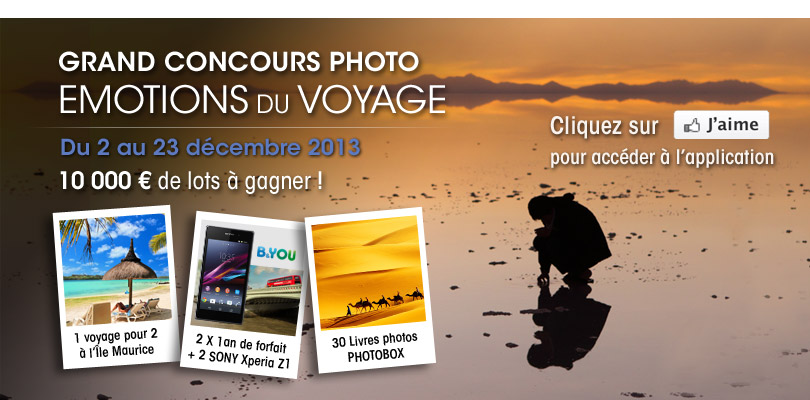 GRAND CONCOURS PHOTO
EMOTIONS DU VOYAGE
Du 2 au 23 décembre 2013
10 000 € de lots à gagner !
Cliquez sur J'aime
pour accéder à l'application
1 voyage pour 2
à l'Île Maurice
B&YOU
2 X 1an de forfait
+ 2 SONY Xperia Z1
30 Livres photos
PHOTOBOX